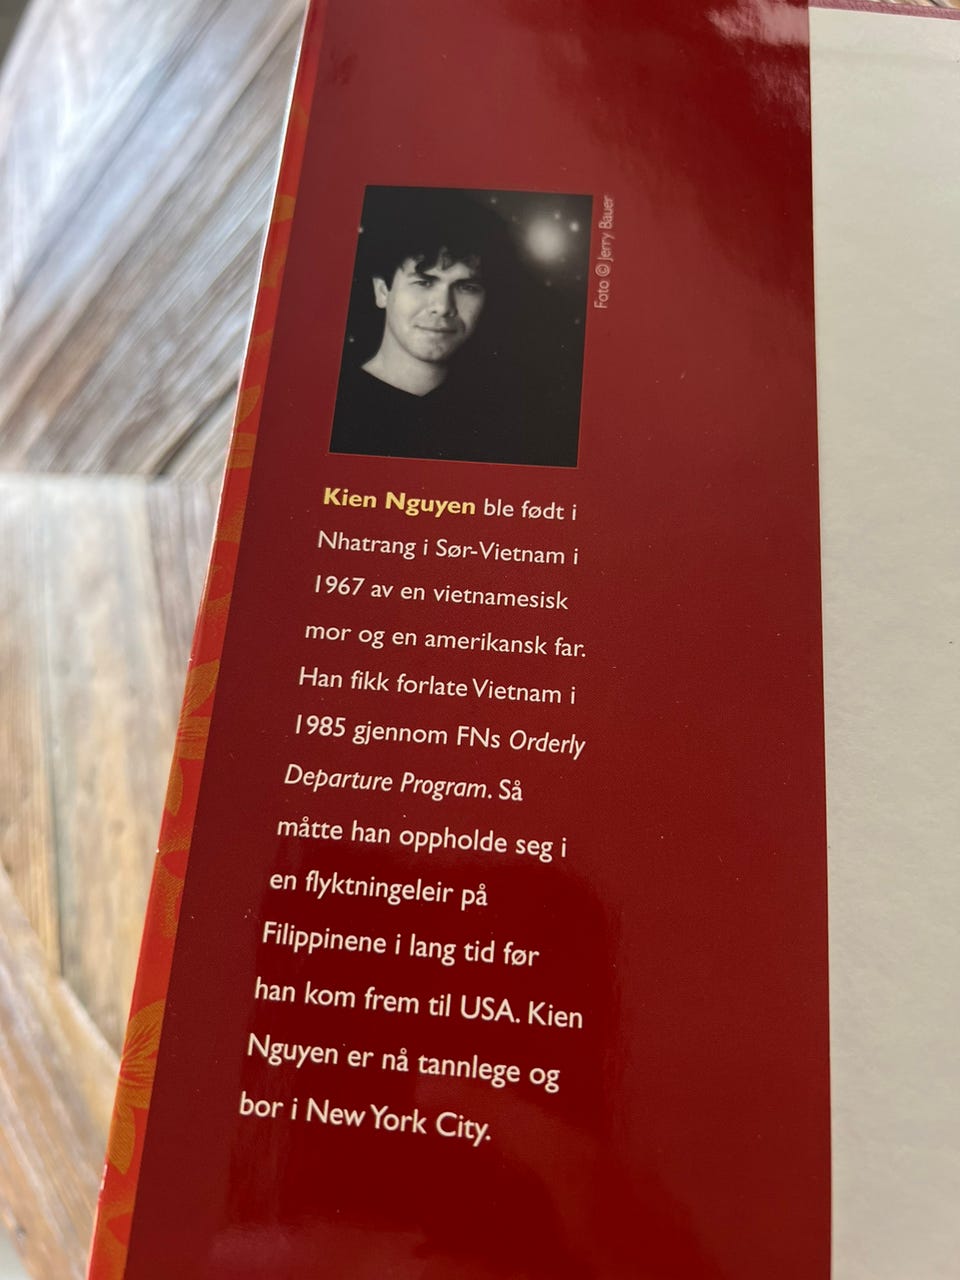 Foto © Jerry Bauer
Kien Nguyen ble født i
Nhatrang i Sør-Vietnam i
1967 av en vietnamesisk
mor og en amerikansk far.
Han fikk forlate Vietnam i
1985 gjennom FNs Orderly
Departure Program. Så
måtte han oppholde seg i
en flyktningeleir på
Filippinene i lang tid før
han kom frem til USA. Kien
Nguyen er nå tannlege og
bor i New York City.